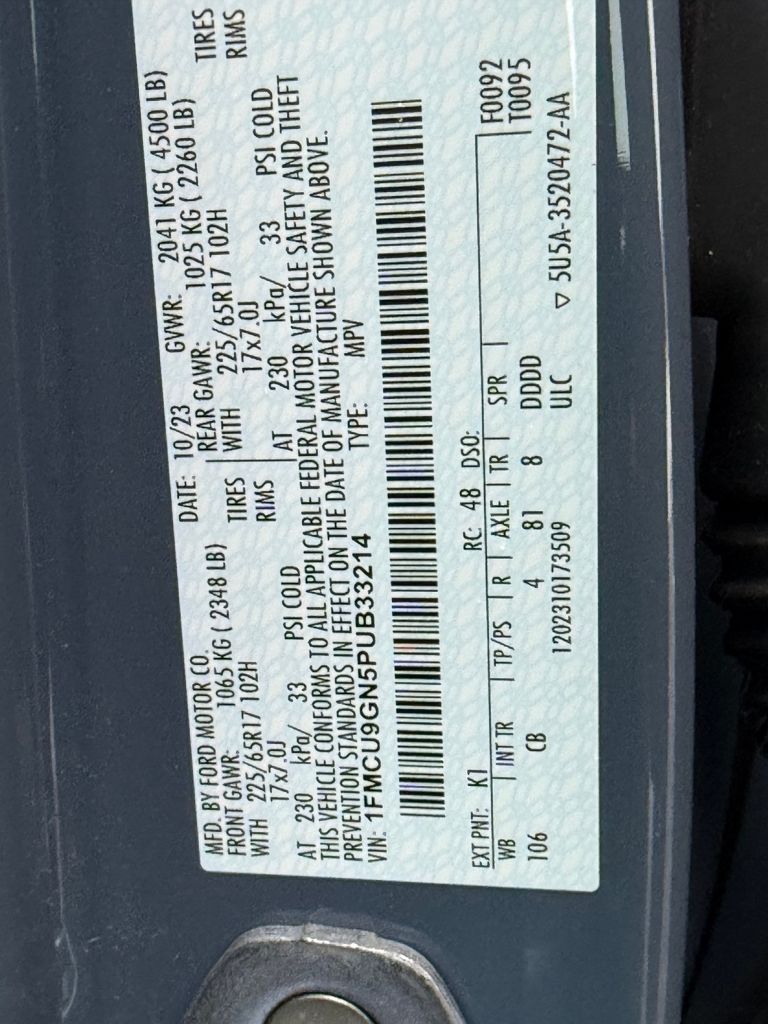 MFD. BY FORD MOTOR CO. DATE: 10/23 GVWR: 2041 KG ( 4500 LB)
FRONT GAWR: 1065 KG ( 2348 LB) REAR GAWR: 1025 KG ( 2260 LB)
WITH 225/65R17 102H TIRES WITH 225/65R17 102H TIRES
17x7.0J RIMS 17x7.0J RIMS
AT 230 kPa/ 33 PSI COLD AT 230 kPa/ 33 PSI COLD
THIS VEHICLE CONFORMS TO ALL APPLICABLE FEDERAL MOTOR VEHICLE SAFETY AND THEFT
PREVENTION STANDARDS IN EFFECT ON THE DATE OF MANUFACTURE SHOWN ABOVE.
VIN: 1FMCU9GN5PUB33214 TYPE: MPV
EXT PNT: K1 RC: 48 DSO: F0092
WB INT TR TP/PS R AXLE TR SPR T0095
106 CB 4 81 8 DDDD
1202310173509 ULC ▽ 5U5A-3520472-AA